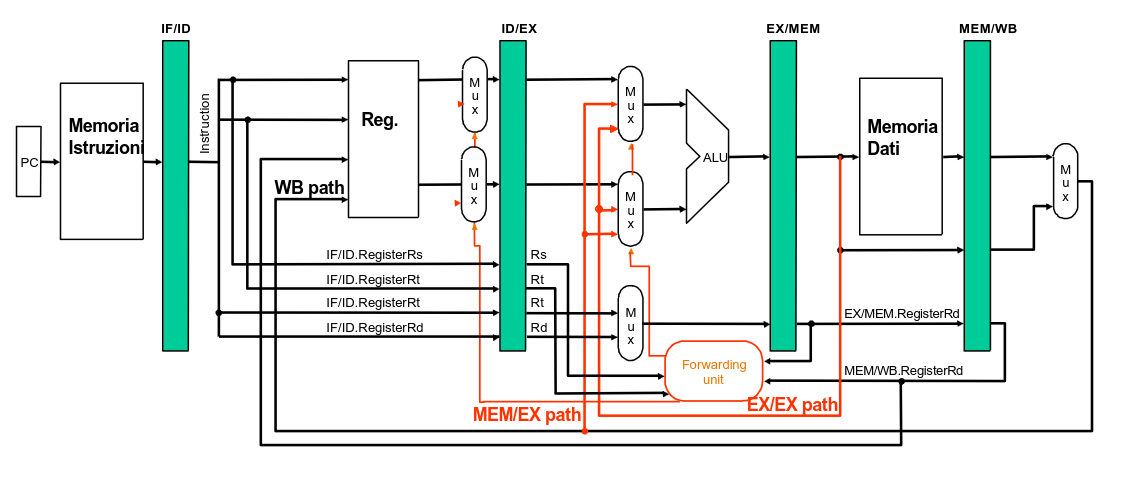 IF/ID
ID/EX
EX/MEM
MEM/WB
PC
Memoria
Istruzioni
Instruction
WB path
Reg.
M
u
x
M
u
x
M
u
x
M
u
x
M
u
x
ALU
Memoria
Dati
M
u
x
IF/ID.RegisterRs
IF/ID.RegisterRt
IF/ID.RegisterRt
IF/ID.RegisterRd
Rs
Rt
Rt
Rd
Forwarding
unit
EX/MEM.RegisterRd
MEM/WB.RegisterRd
MEM/EX path
EX/EX path